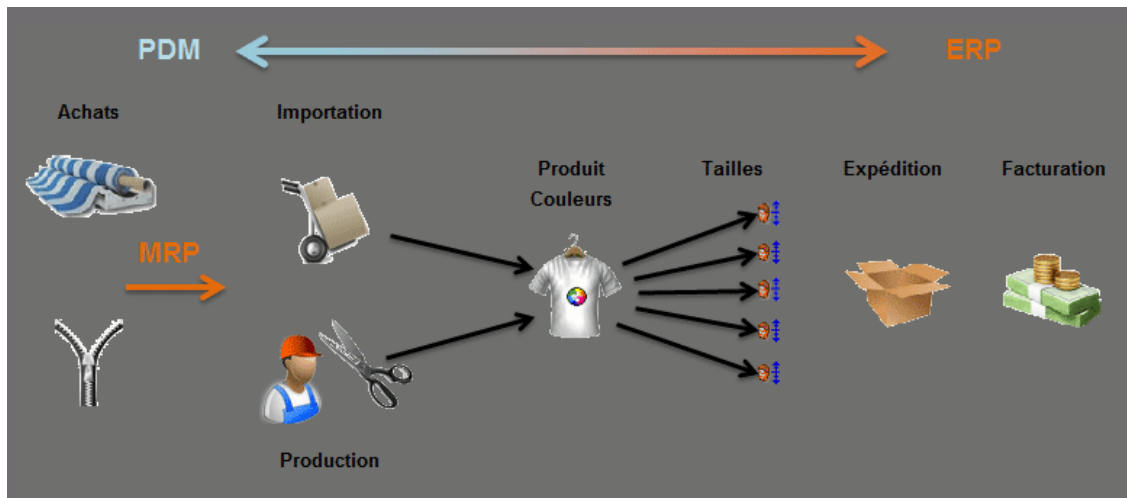 PDM
ERP
Achats
Importation
Produit
Couleurs
Tailles
Expédition
Facturation
MRP
Production